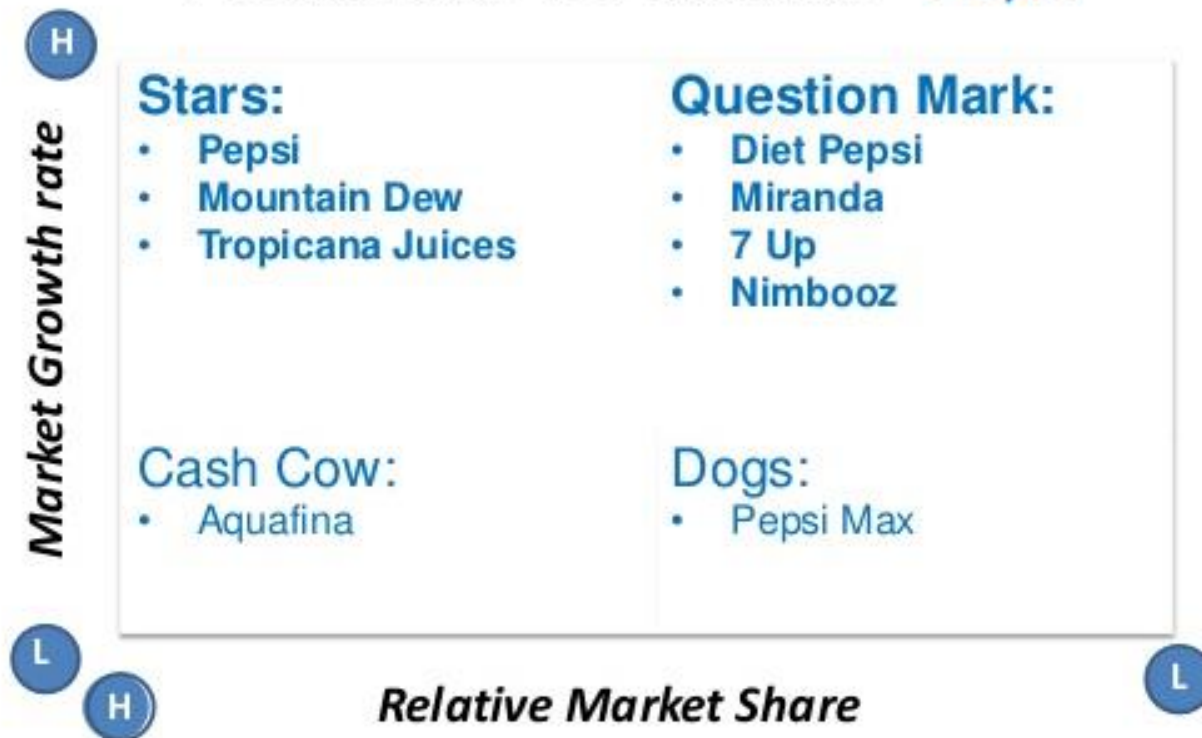 H
Market Growth rate
Stars:
• Pepsi
• Mountain Dew
• Tropicana Juices
Question Mark:
• Diet Pepsi
• Miranda
• 7 Up
• Nimbooz
Cash Cow:
• Aquafina
Dogs:
• Pepsi Max
L
H
Relative Market Share
L